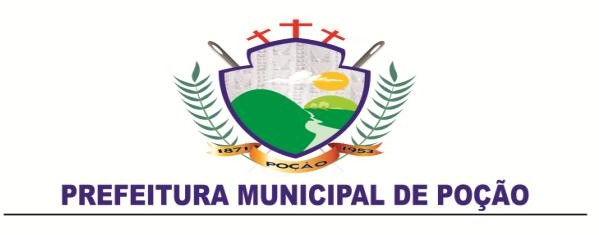 1871 POÇÃO 1953
PREFEITURA MUNICIPAL DE POÇÃO